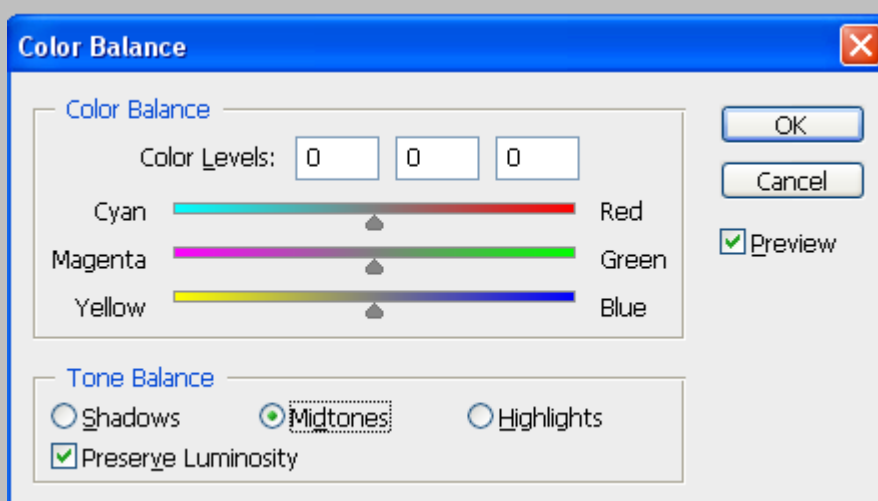 Color Balance
Color Balance
OK
Color Levels: 0 0 0
Cancel
Cyan Red
Preview
Magenta Green
Yellow Blue
Tone Balance
Shadows Midtones Highlights
Preserve Luminosity